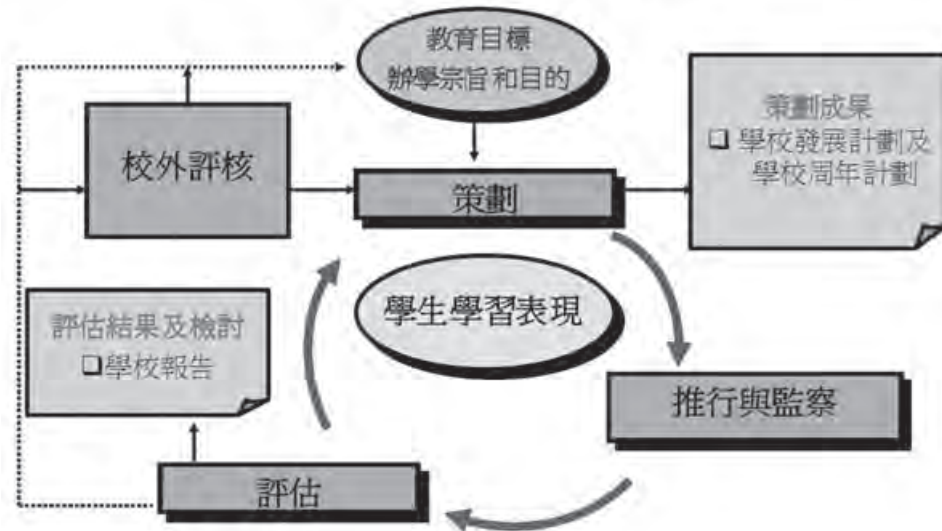 教育目標
辦學宗旨和目的
校外評核
策劃
策劃成果
❑ 學校發展計劃及
學校周年計劃
學生學習表現
評估結果及檢討
❑學校報告
推行與監察
評估